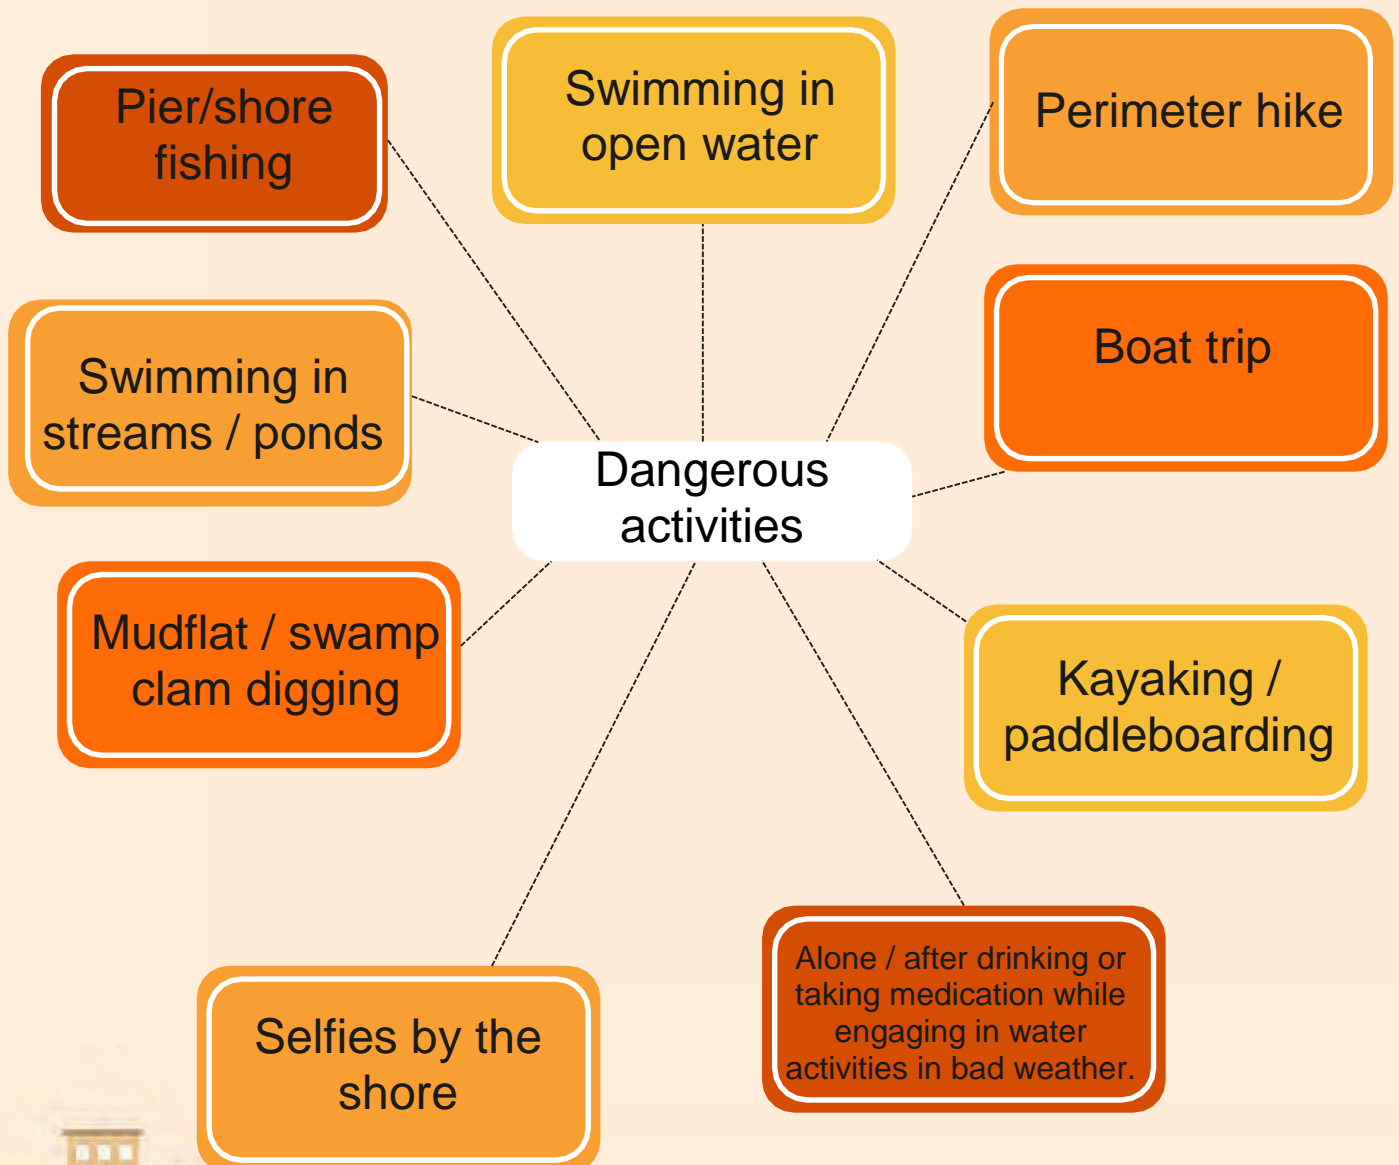 Pier/shore
fishing
Swimming in
open water
Perimeter hike
Swimming in
streams / ponds
Boat trip
Dangerous
activities
Mudflat / swamp
clam digging
Kayaking /
paddleboarding
Selfies by the
shore
Alone / after drinking or
taking medication while
engaging in water
activities in bad weather.